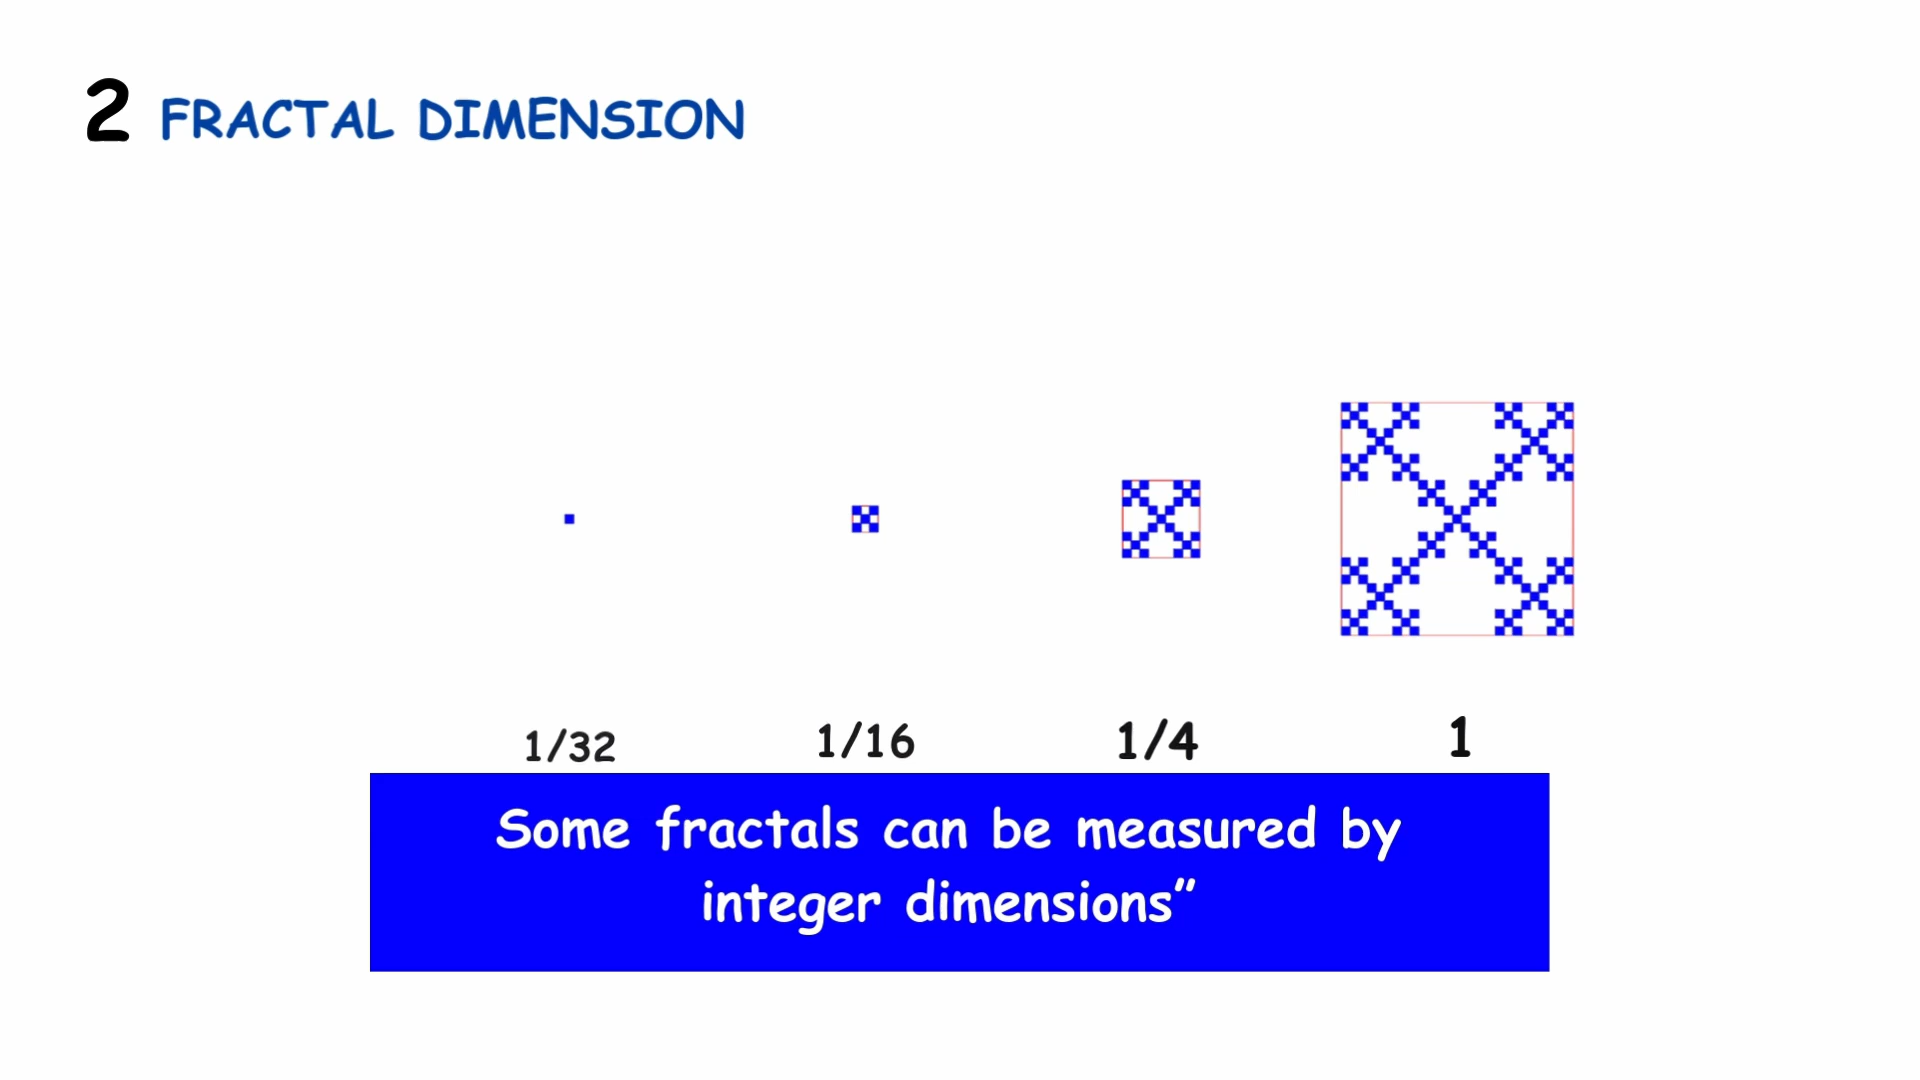 2 FRACTAL DIMENSION
1/32 1/16 1/4 1
Some fractals can be measured by
integer dimensions”